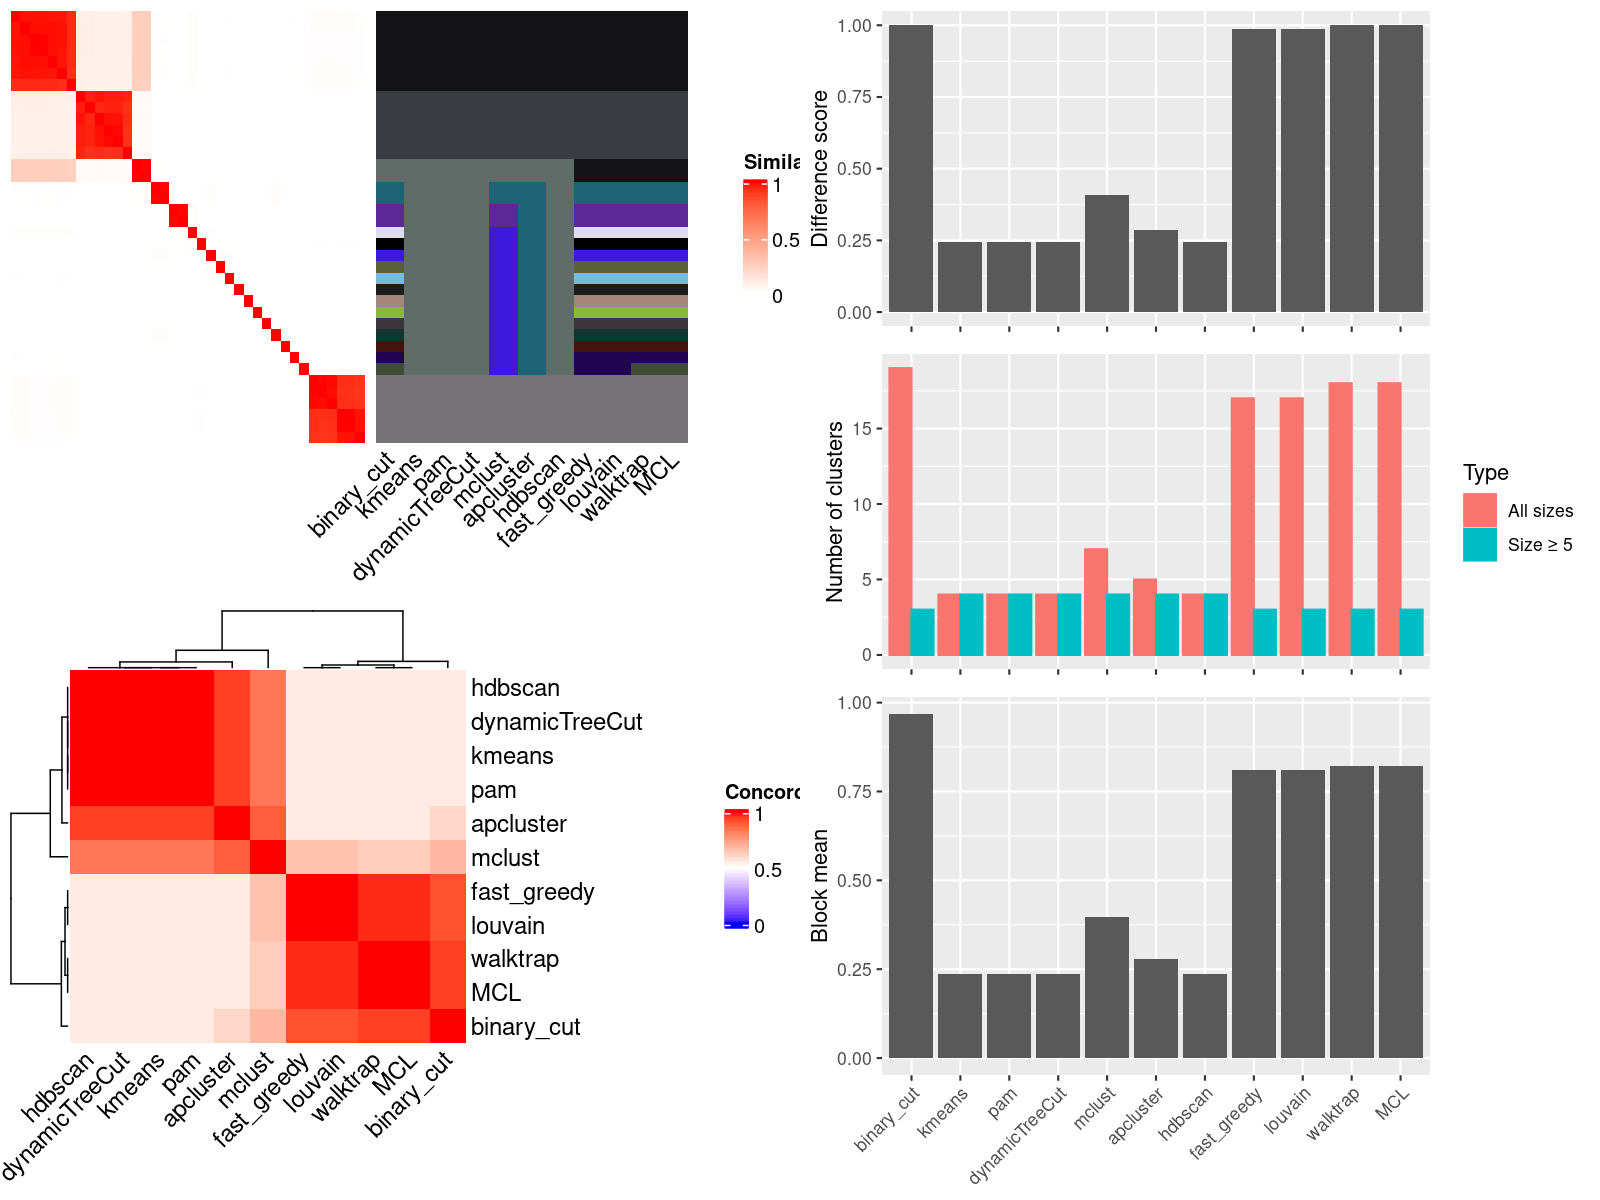 Simila
1
0.5
0
binary_cut
kmeans
pam
dynamicTreeCut
mclust
apcluster
hdbscan
fast_greedy
louvain
walktrap
MCL
hdbscan
dynamicTreeCut
kmeans
pam
apcluster
mclust
fast_greedy
louvain
walktrap
MCL
binary_cut
hdbscan
dynamicTreeCut
kmeans
pam
apcluster
mclust
fast_greedy
louvain
walktrap
MCL
binary_cut
Concord
1
0.5
0
Difference score
1.00
0.75
0.50
0.25
0.00
Number of clusters
15
10
5
0
Type
All sizes
Size ≥ 5
Block mean
1.00
0.75
0.50
0.25
0.00
binary_cut
kmeans
pam
dynamicTreeCut
mclust
apcluster
hdbscan
fast_greedy
louvain
walktrap
MCL